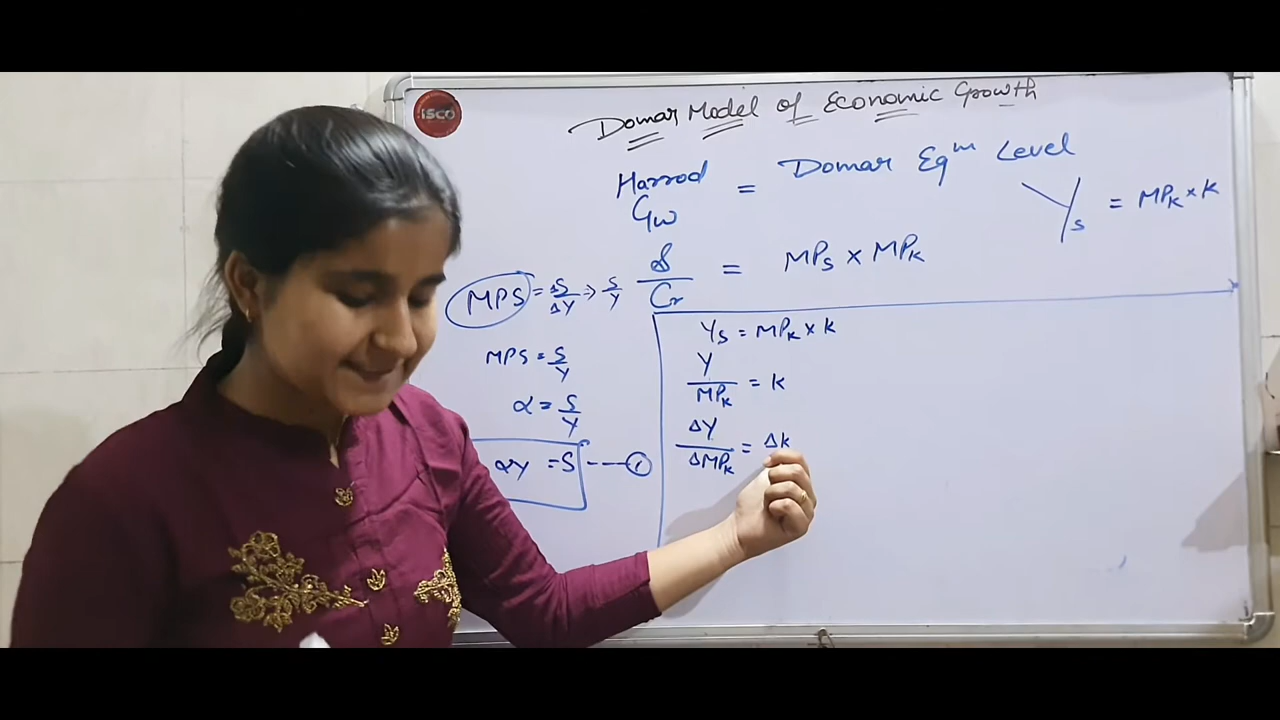 isco
Domar Model of Economic Growth
Harrod = Domar Eqᵐ Level
Gw
Ys = MPK × K
S/Cr = MPS × MPK
MPS = ΔS/ΔY → S/Y
MPS = S/Y
α = S/Y
αY = S --- ①
Ys = MPK × K
Y/MPK = K
ΔY/ΔMPK = ΔK